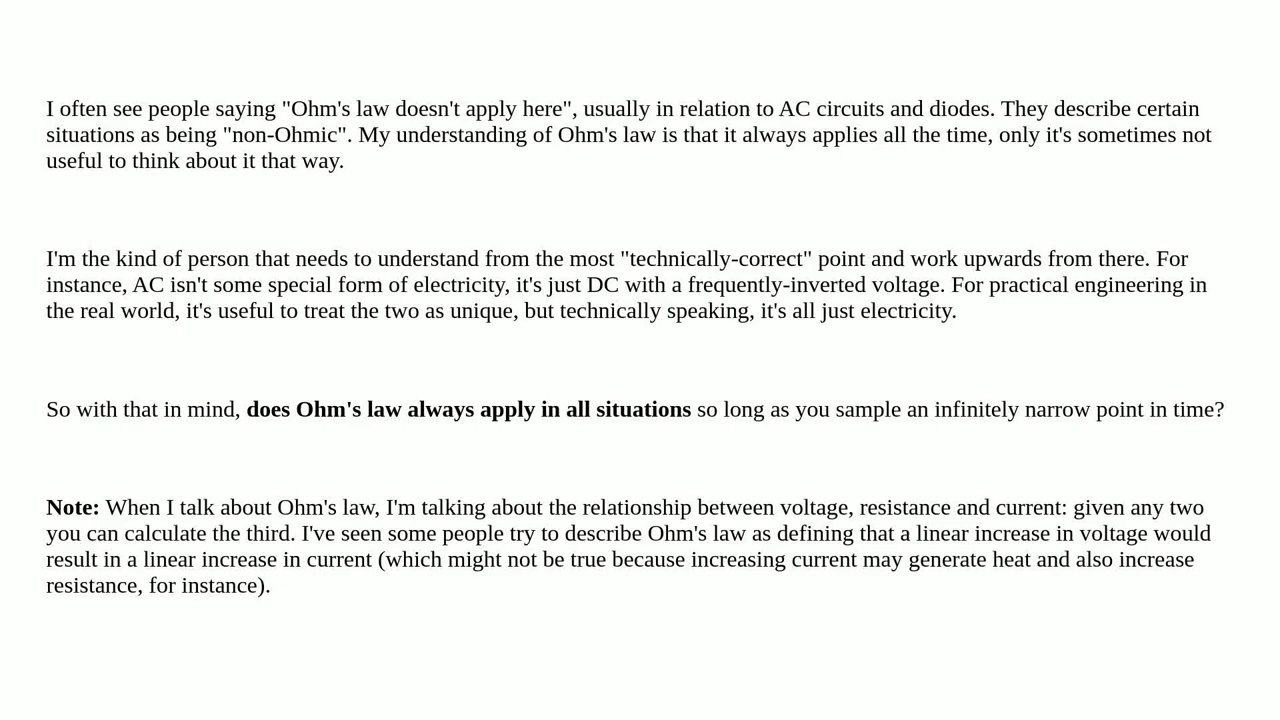 I often see people saying "Ohm's law doesn't apply here", usually in relation to AC circuits and diodes. They describe certain
situations as being "non-Ohmic". My understanding of Ohm's law is that it always applies all the time, only it's sometimes not
useful to think about it that way.
I'm the kind of person that needs to understand from the most "technically-correct" point and work upwards from there. For
instance, AC isn't some special form of electricity, it's just DC with a frequently-inverted voltage. For practical engineering in
the real world, it's useful to treat the two as unique, but technically speaking, it's all just electricity.
So with that in mind, does Ohm's law always apply in all situations so long as you sample an infinitely narrow point in time?
Note: When I talk about Ohm's law, I'm talking about the relationship between voltage, resistance and current: given any two
you can calculate the third. I've seen some people try to describe Ohm's law as defining that a linear increase in voltage would
result in a linear increase in current (which might not be true because increasing current may generate heat and also increase
resistance, for instance).